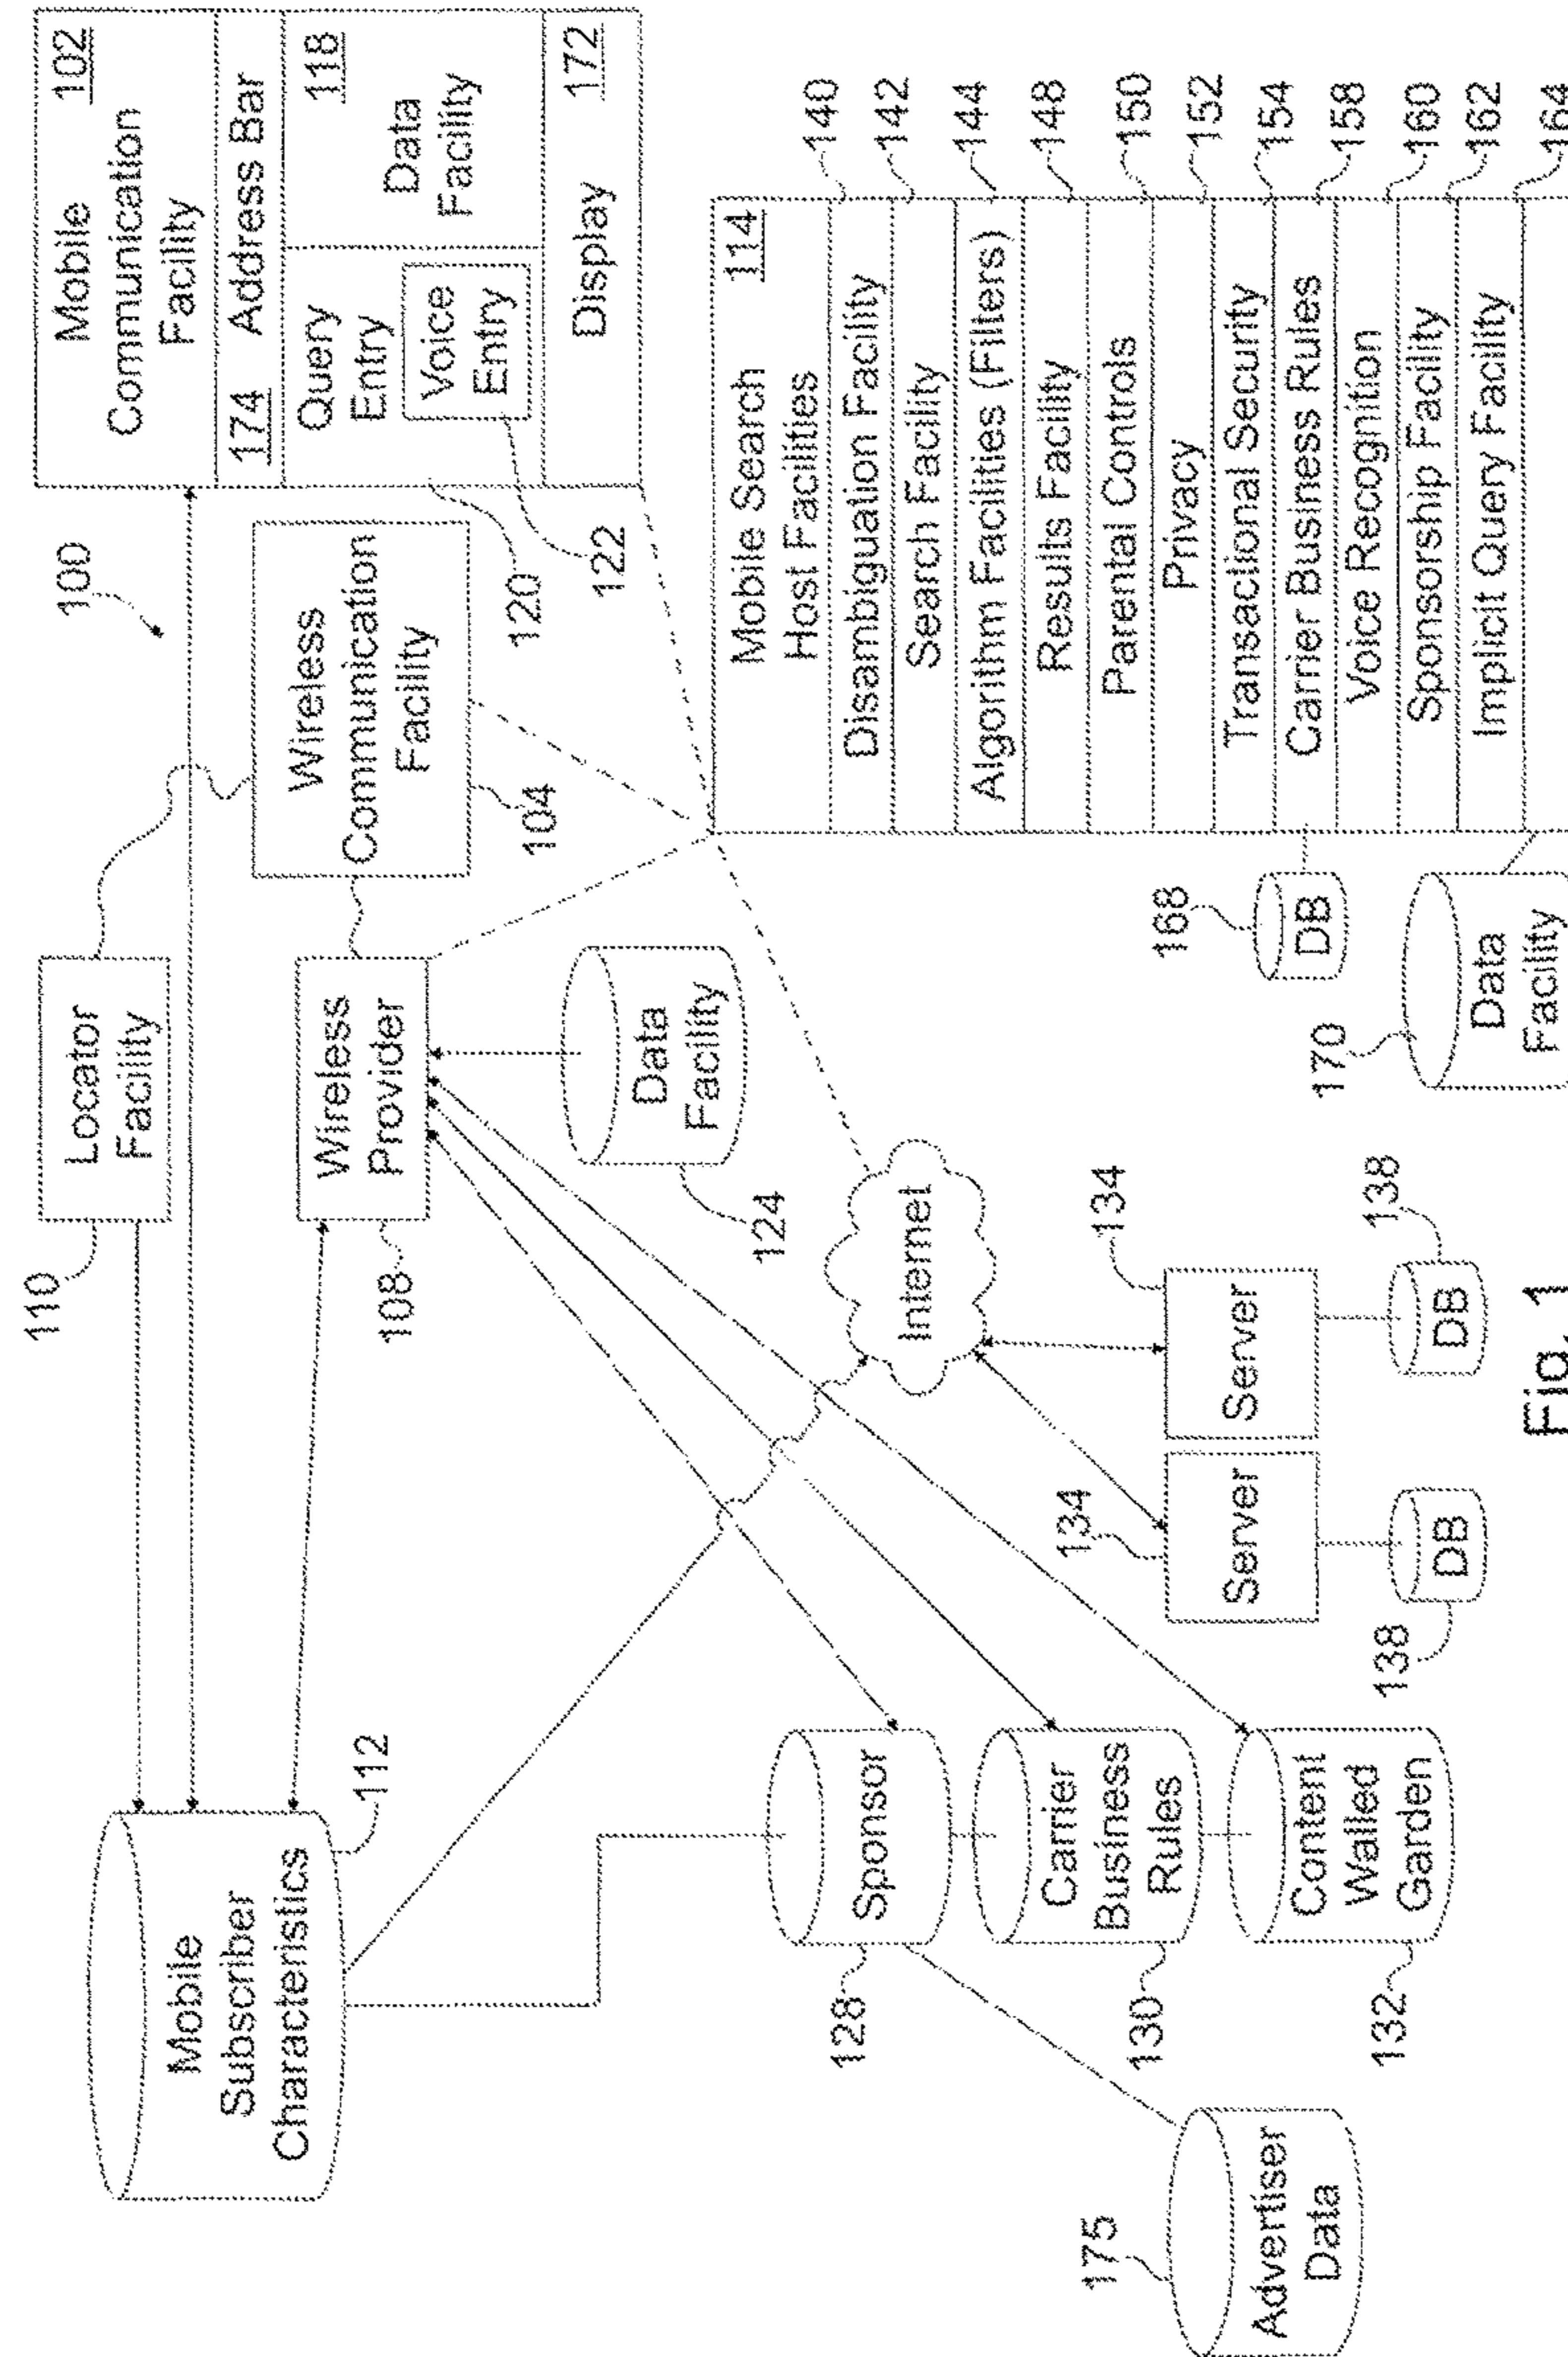 100
110
Locator
Facility
Mobile 102
Communication
Facility
174 Address Bar
Query
Entry
Voice
Entry
118
Data
Facility
Display 172
120
122
Wireless
Communication
Facility
104
Wireless
Provider
108
Data
Facility
124
Mobile
Subscriber
Characteristics
112
Internet
Mobile Search 114
Host Facilities
Disambiguation Facility 140
Search Facility 142
Algorithm Facilities (Filters) 144
Results Facility 148
Parental Controls 150
Privacy 152
Transactional Security 154
Carrier Business Rules 158
Voice Recognition 160
Sponsorship Facility 162
Implicit Query Facility 164
168
DB
170
Data
Facility
128
Sponsor
130
Carrier
Business
Rules
132
Content
Walled
Garden
175
Advertiser
Data
134
Server
134
Server
138
DB
138
DB
Fig. 1